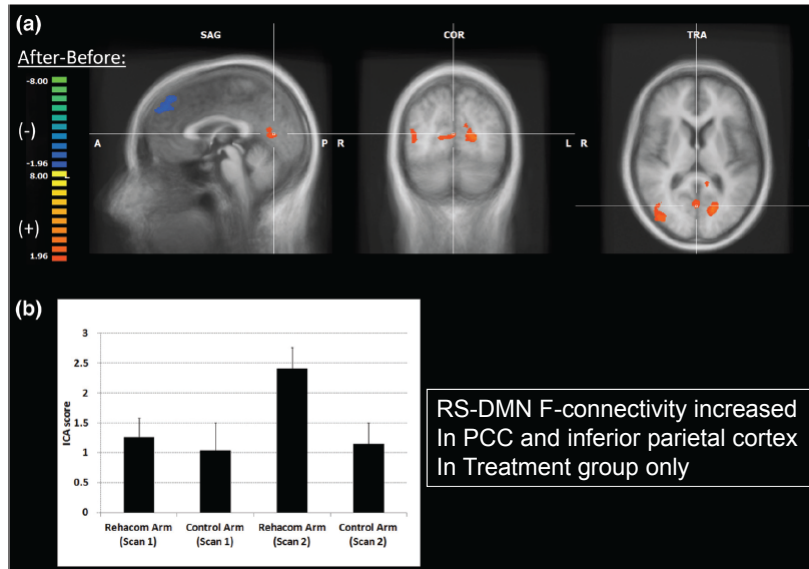 (a)
SAG
COR
TRA
After-Before:
-8.00
(-)
-1.96
8.00
L
(+)
1.96
A
P R
L R
(b)
3
2.5
2
1.5
1
0.5
0
ICA score
Rehacom Arm
(Scan 1)
Control Arm
(Scan 1)
Rehacom Arm
(Scan 2)
Control Arm
(Scan 2)
RS-DMN F-connectivity increased
In PCC and inferior parietal cortex
In Treatment group only